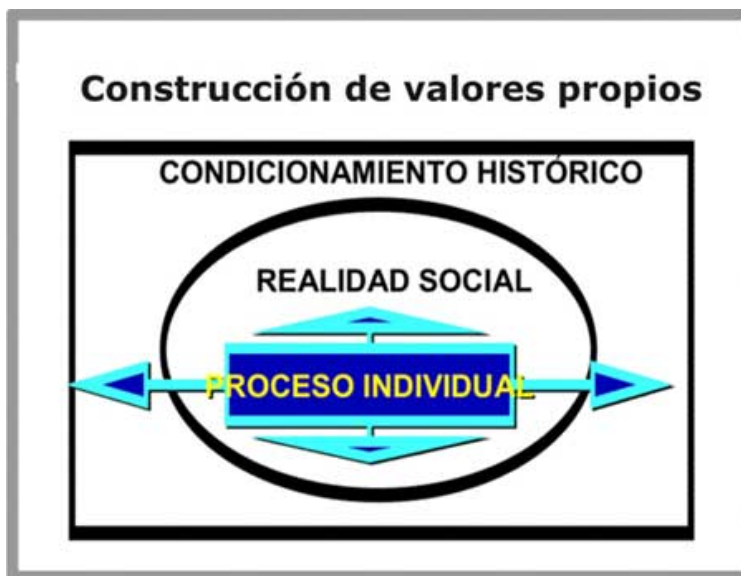 Construcción de valores propios
CONDICIONAMIENTO HISTÓRICO
REALIDAD SOCIAL
PROCESO INDIVIDUAL